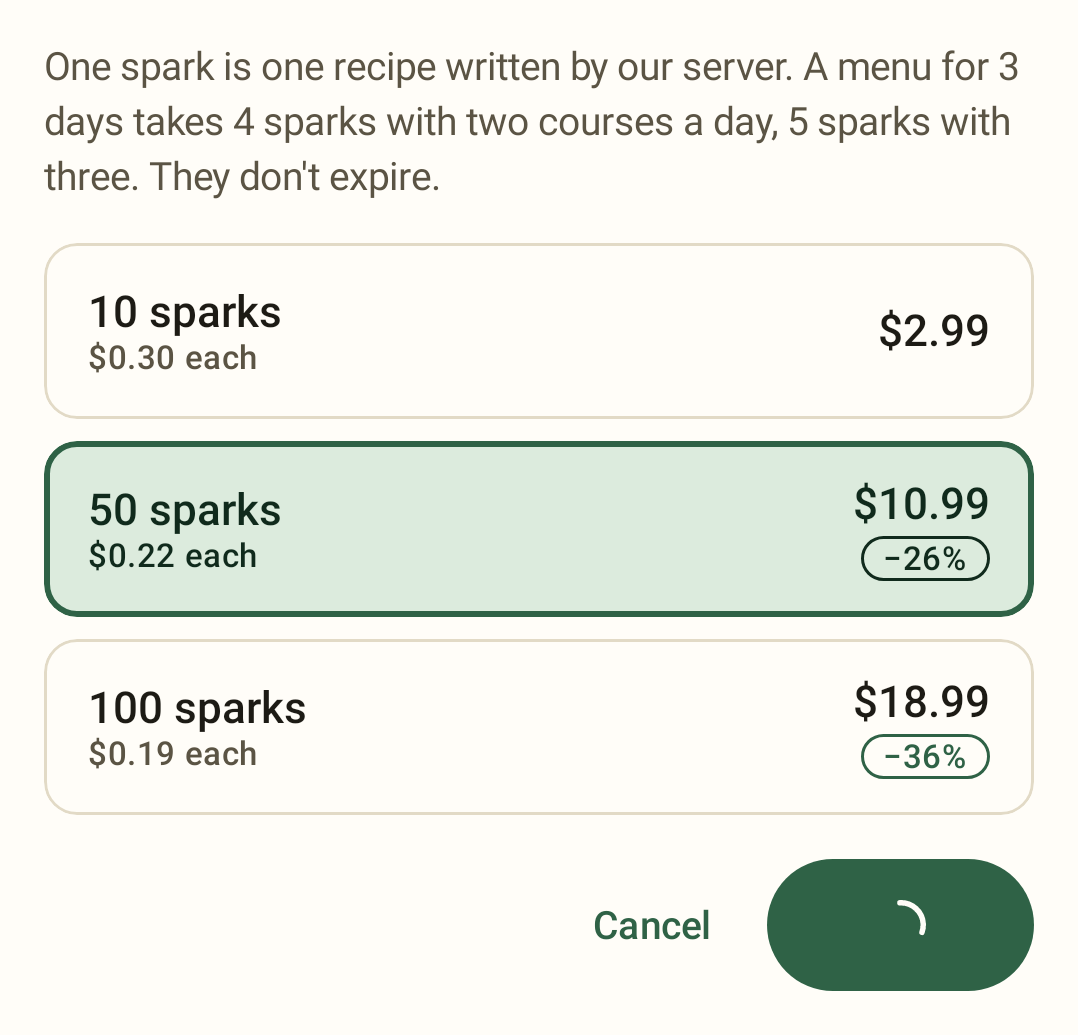 One spark is one recipe written by our server. A menu for 3
days takes 4 sparks with two courses a day, 5 sparks with
three. They don't expire.
10 sparks
$0.30 each
$2.99
50 sparks
$0.22 each
$10.99
−26%
100 sparks
$0.19 each
$18.99
−36%
Cancel